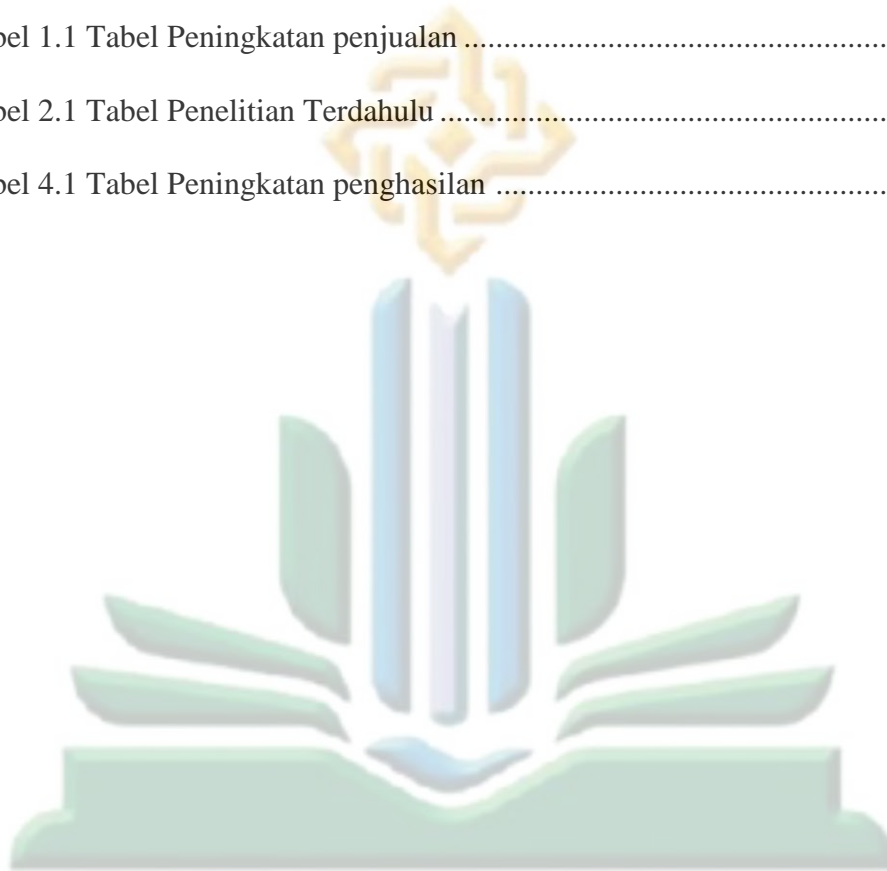 bel 1.1 Tabel Peningkatan penjualan ....................................................
bel 2.1 Tabel Penelitian Terdahulu .......................................................
bel 4.1 Tabel Peningkatan penghasilan ................................................